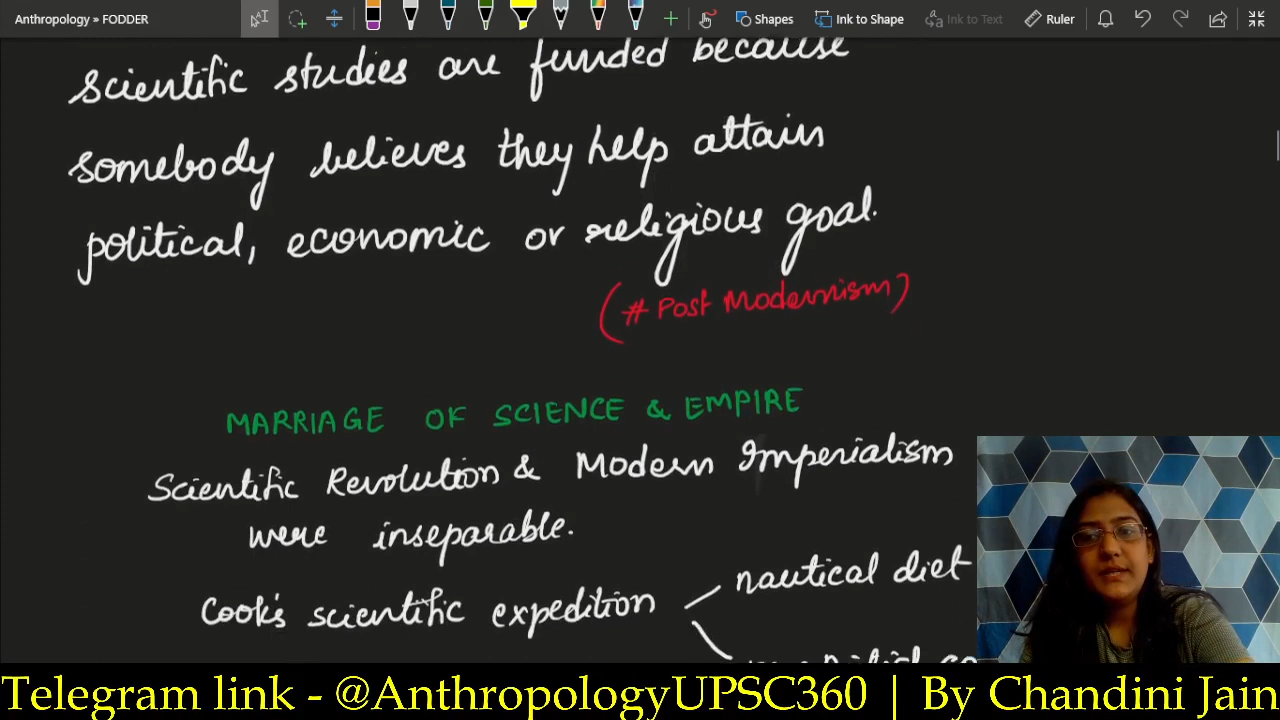 Anthropology » FODDER
Shapes
Ink to Shape
Ink to Text
Ruler
scientific studies are funded because
somebody believes they help attain
political, economic or religious goal.
(# Post Modernism)
MARRIAGE OF SCIENCE & EMPIRE
Scientific Revolution & Modern Imperialism
were inseparable.
Cook's scientific expedition
nautical diet
Telegram link - @AnthropologyUPSC360 | By Chandini Jain